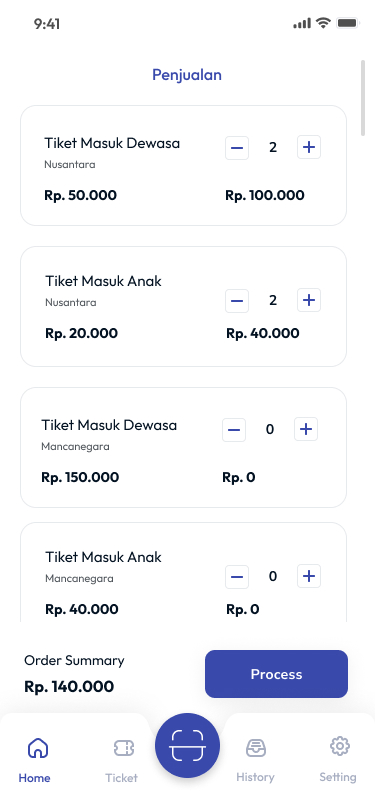 9:41
Penjualan
Tiket Masuk Dewasa
Nusantara
2
Rp. 50.000
Rp. 100.000
Tiket Masuk Anak
Nusantara
2
Rp. 20.000
Rp. 40.000
Tiket Masuk Dewasa
Mancanegara
0
Rp. 150.000
Rp. 0
Tiket Masuk Anak
Mancanegara
0
Rp. 40.000
Rp. 0
Order Summary
Rp. 140.000
Process
Home
Ticket
History
Setting